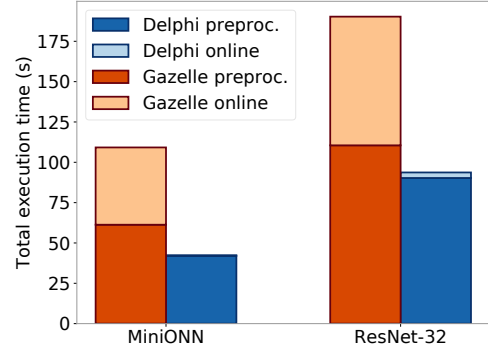 Total execution time (s)
175
150
125
100
75
50
25
0
Delphi preproc.
Delphi online
Gazelle preproc.
Gazelle online
MiniONN
ResNet-32